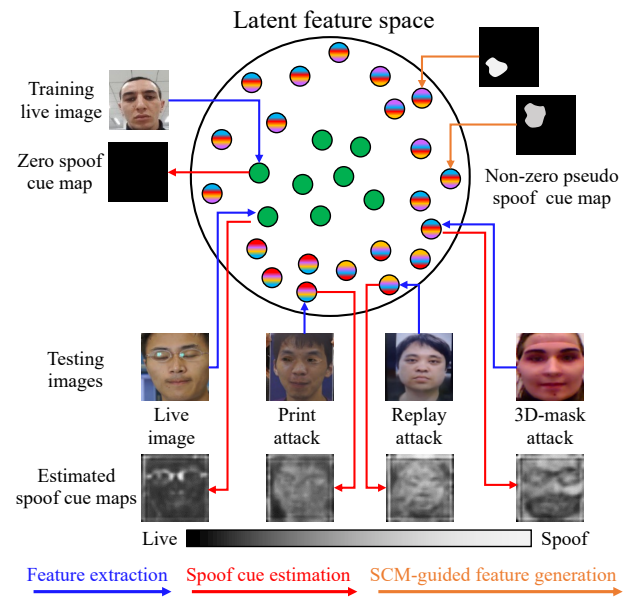 Latent feature space
Training
live image
Zero spoof
cue map
Non-zero pseudo
spoof cue map
Testing
images
Live
image
Print
attack
Replay
attack
3D-mask
attack
Estimated
spoof cue maps
Live
Spoof
Feature extraction
Spoof cue estimation
SCM-guided feature generation